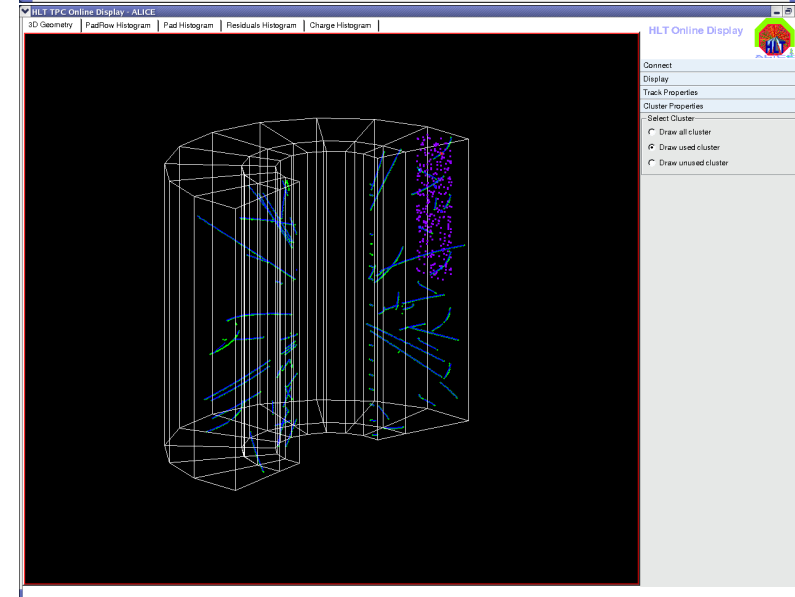 HLT TPC Online Display - ALICE
3D Geometry PadRow Histogram Pad Histogram Residuals Histogram Charge Histogram
HLT Online Display
HLT
Connect
Display
Track Properties
Cluster Properties
Select Cluster
Draw all cluster
Draw used cluster
Draw unused cluster